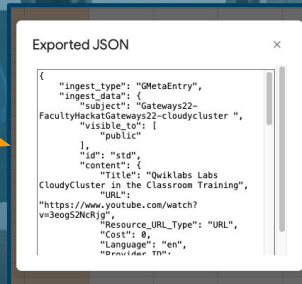 Exported JSON
×
{
"ingest_type": "GMetaEntry",
"ingest_data": {
"subject": "Gateways22-
FacultyHackatGateways22-cloudycluster ",
"visible_to": [
"public"
],
"id": "std",
"content": {
"Title": "Qwiklabs Labs
CloudyCluster in the Classroom Training",
"URL":
"https://www.youtube.com/watch?
v=3eogS2NcRjg",
"Resource_URL_Type": "URL",
"Cost": 0,
"Language": "en",
"Provider_ID":